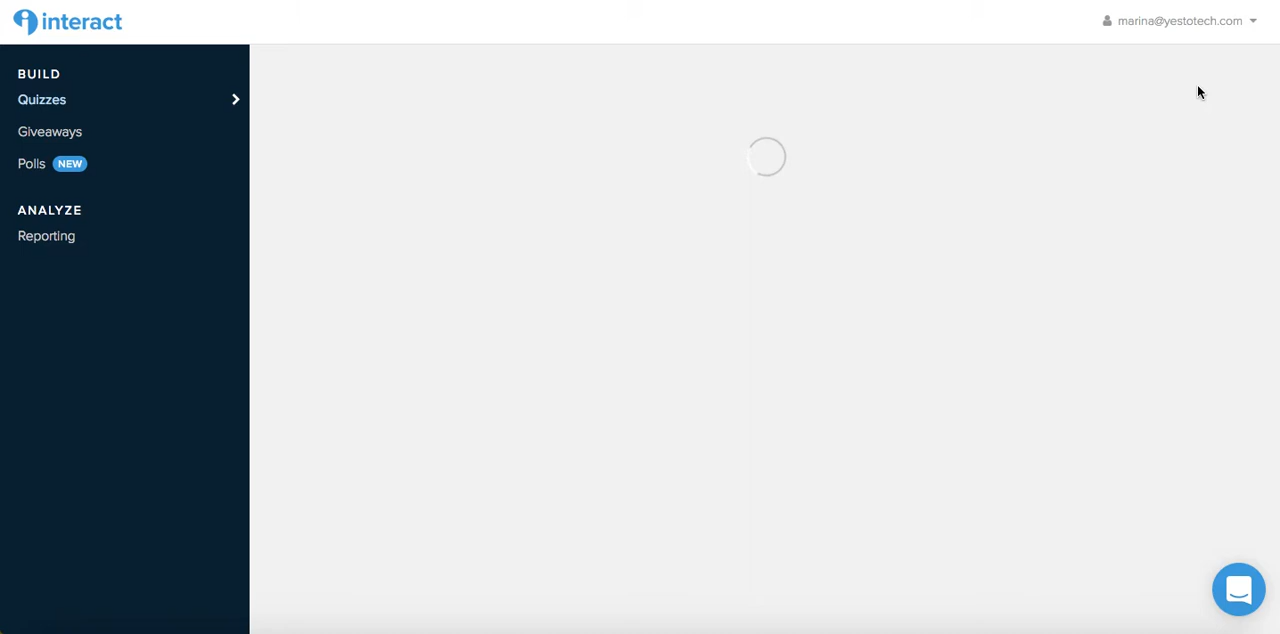 interact
marina@yestotech.com
BUILD
Quizzes
Giveaways
Polls NEW
ANALYZE
Reporting